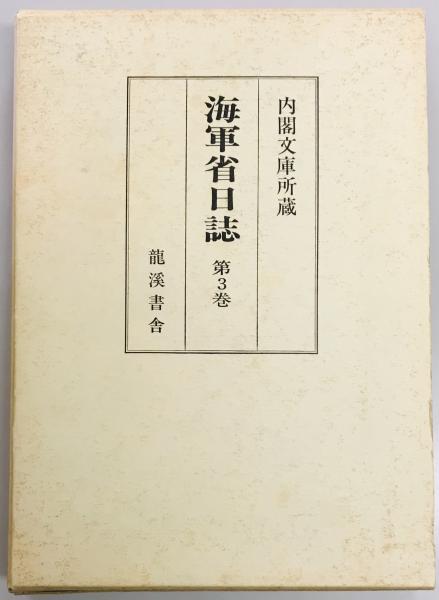 内閣文庫所蔵
海軍省日誌 第3巻
龍溪書舎